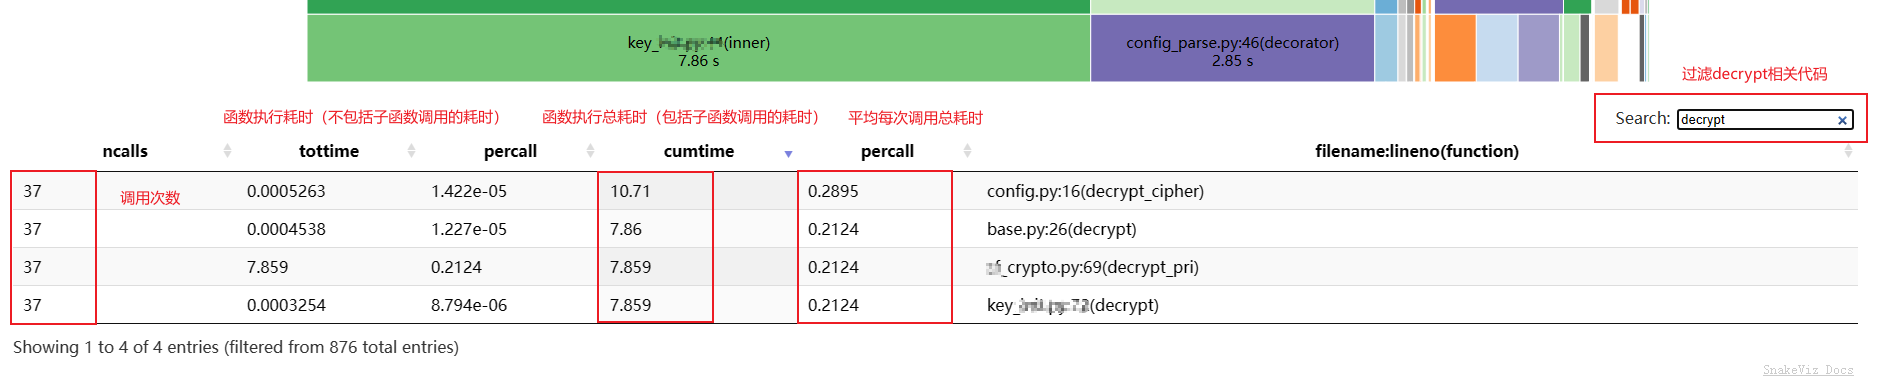 key_(inner)
7.86 s
config_parse.py:46(decorator)
2.85 s
过滤decrypt相关代码
函数执行耗时（不包括子函数调用的耗时）
函数执行总耗时（包括子函数调用的耗时）
平均每次调用总耗时
Search: decrypt ×
ncalls tottime percall cumtime percall filename:lineno(function)
37 0.0005263 1.422e-05 10.71 0.2895 config.py:16(decrypt_cipher)
调用次数
37 0.0004538 1.227e-05 7.86 0.2124 base.py:26(decrypt)
37 7.859 0.2124 7.859 0.2124 _crypto.py:69(decrypt_pri)
37 0.0003254 8.794e-06 7.859 0.2124 key_(decrypt)
Showing 1 to 4 of 4 entries (filtered from 876 total entries)
SnakeViz Docs